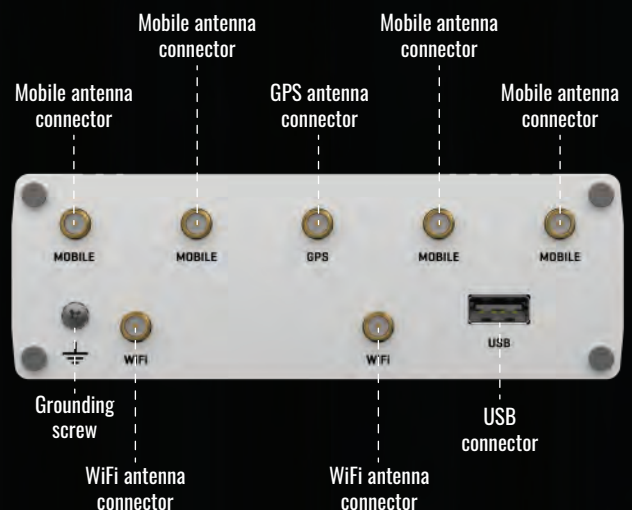 Mobile antenna
connector
Mobile antenna
connector
Mobile antenna
connector
GPS antenna
connector
Mobile antenna
connector
MOBILE
MOBILE
GPS
MOBILE
MOBILE
WiFi
WiFi
USB
Grounding
screw
USB
connector
WiFi antenna
connector
WiFi antenna
connector